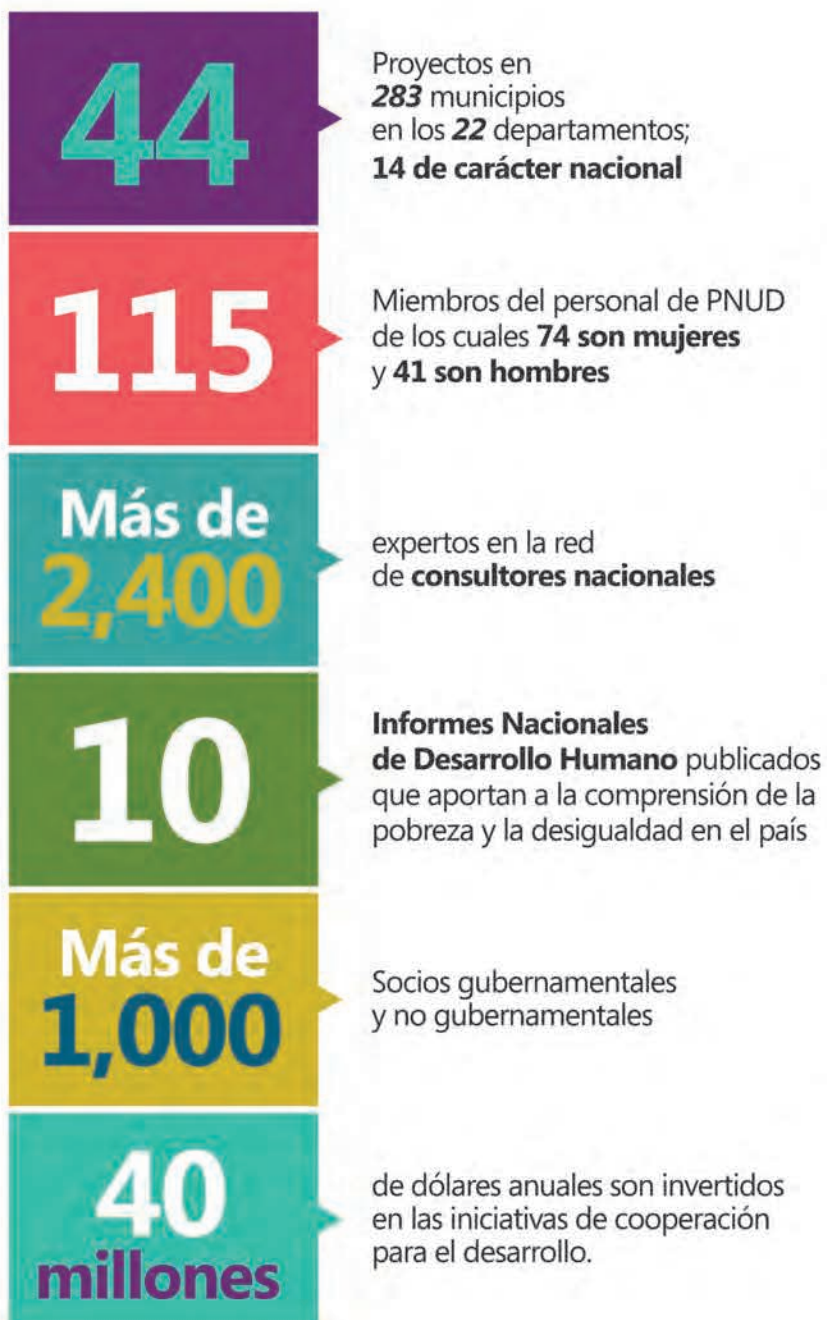 44
Proyectos en
283 municipios
en los 22 departamentos;
14 de carácter nacional
115
Miembros del personal de PNUD
de los cuales 74 son mujeres
y 41 son hombres
Más de
2,400
expertos en la red
de consultores nacionales
10
Informes Nacionales
de Desarrollo Humano publicados
que aportan a la comprensión de la
pobreza y la desigualdad en el país
Más de
1,000
Socios gubernamentales
y no gubernamentales
40
millones
de dólares anuales son invertidos
en las iniciativas de cooperación
para el desarrollo.